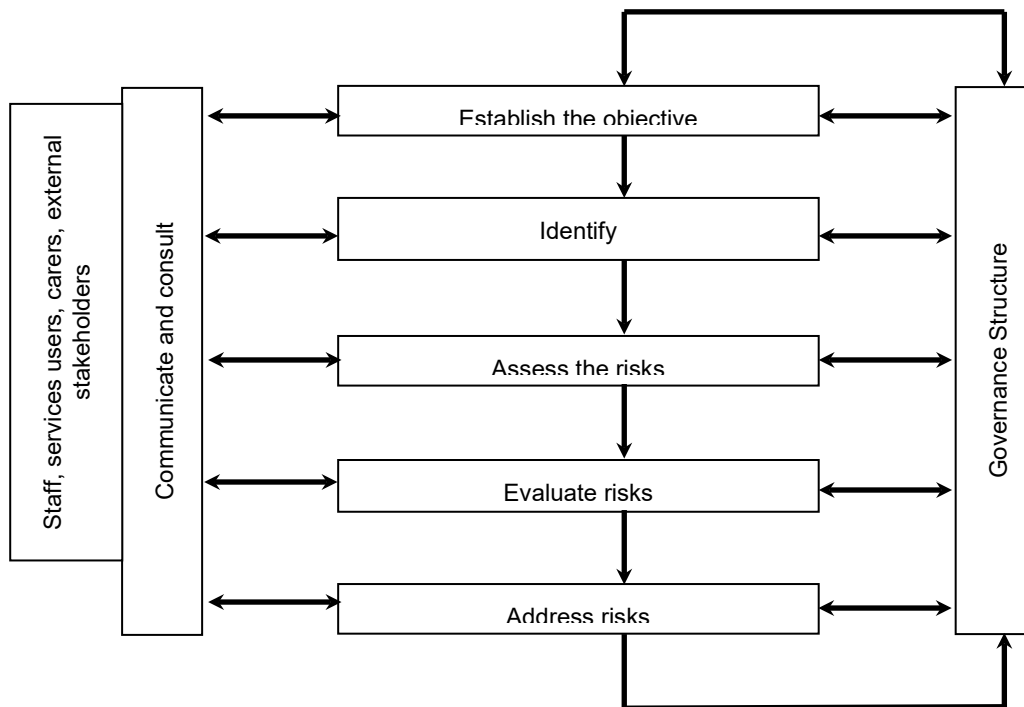 Establish the objective
Identify
Assess the risks
Evaluate risks
Address risks
Staff, services users, carers, external
stakeholders
Communicate and consult
Governance Structure